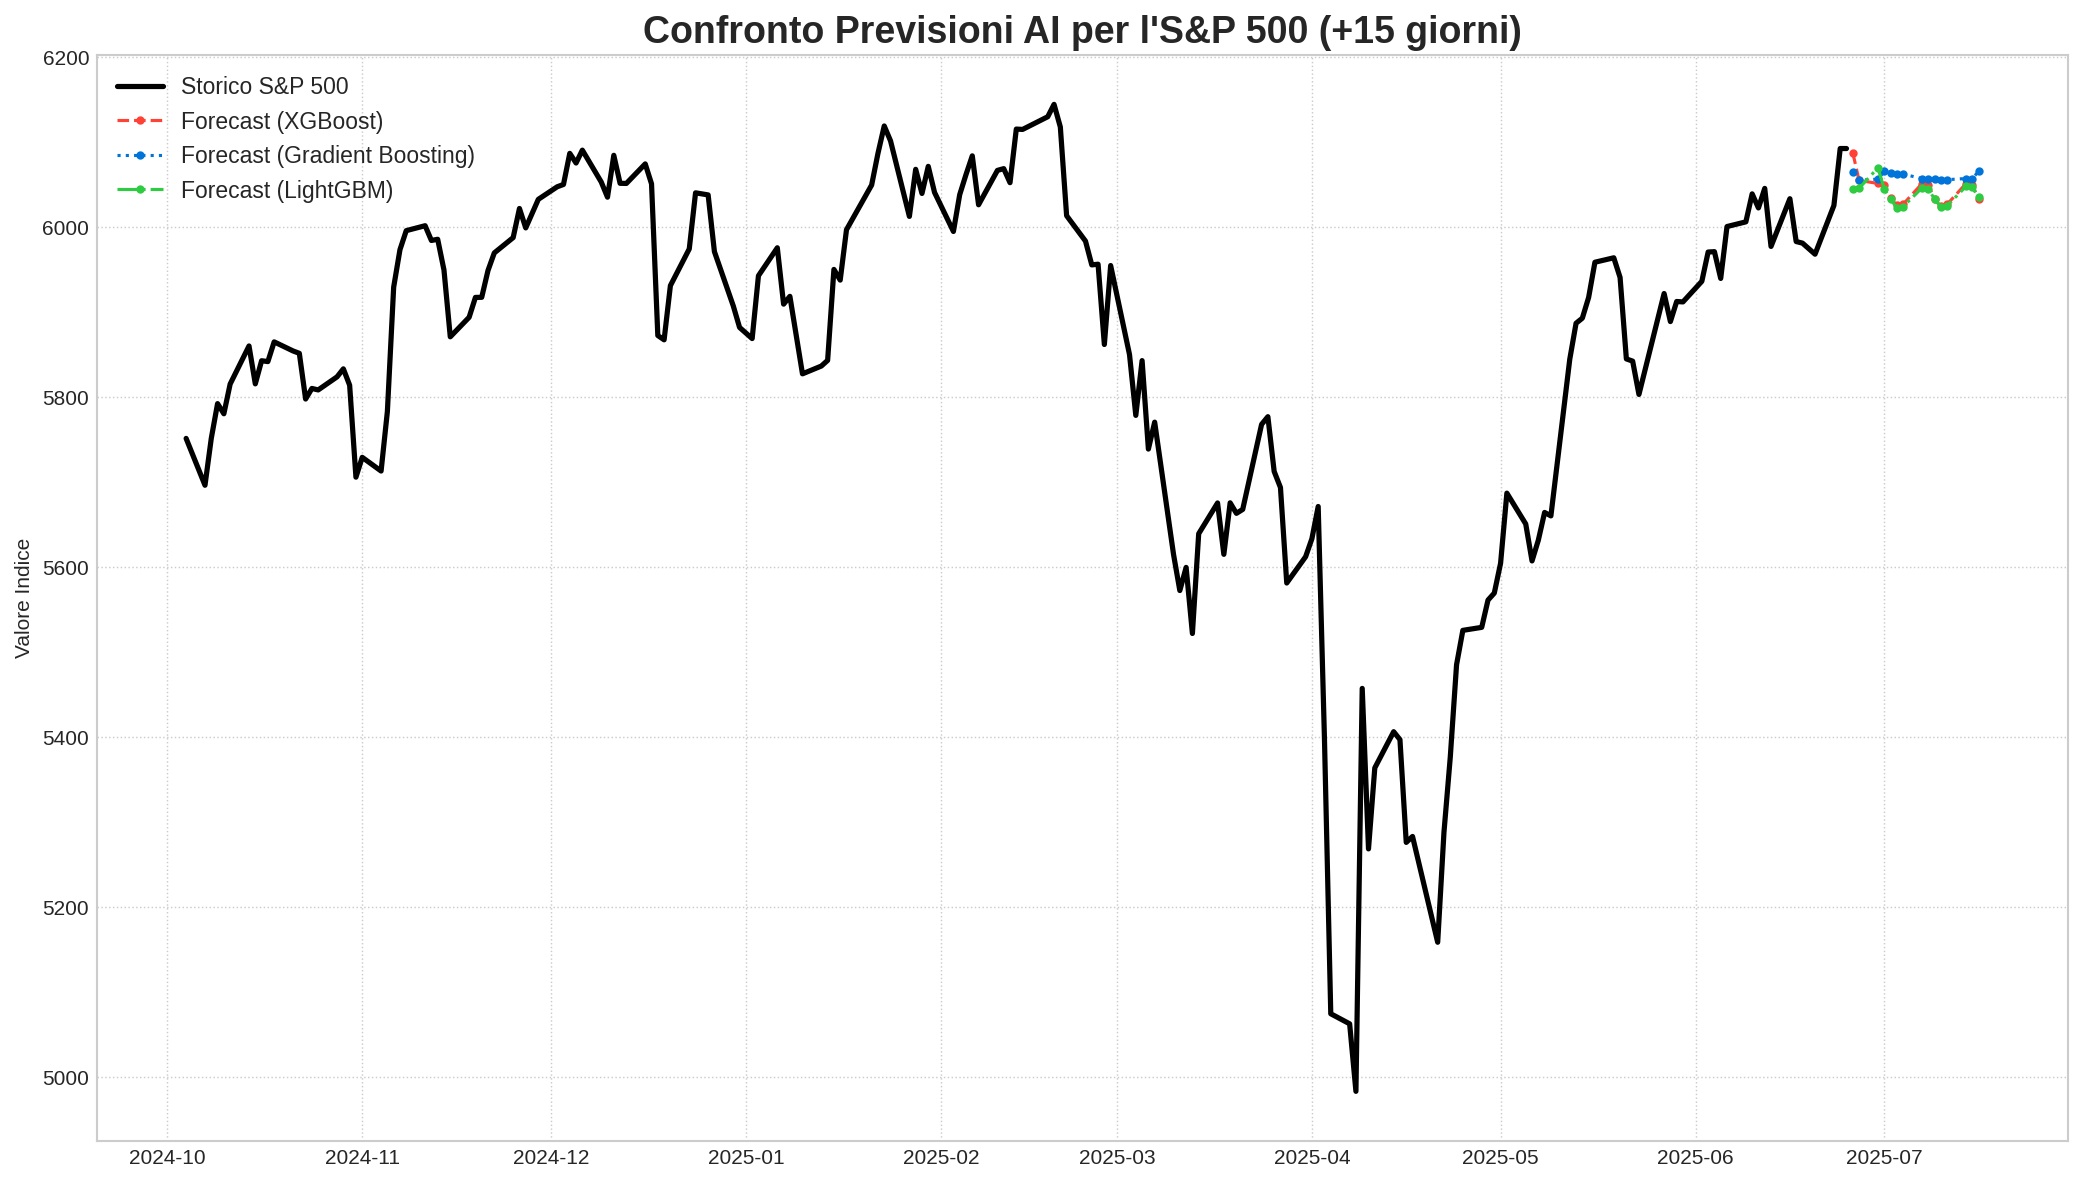 Confronto Previsioni AI per l'S&P 500 (+15 giorni)
Storico S&P 500
Forecast (XGBoost)
Forecast (Gradient Boosting)
Forecast (LightGBM)
Valore Indice
6200
6000
5800
5600
5400
5200
5000
2024-10
2024-11
2024-12
2025-01
2025-02
2025-03
2025-04
2025-05
2025-06
2025-07